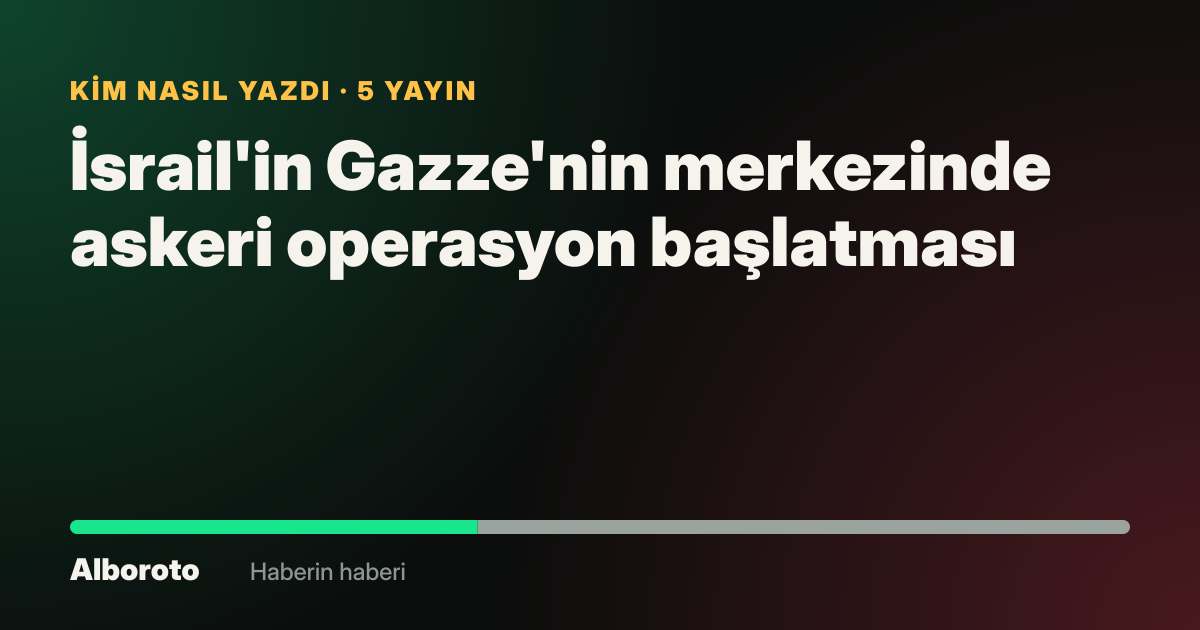 KİM NASIL YAZDI · 5 YAYIN
İsrail'in Gazze'nin merkezinde
askeri operasyon başlatması
Alboroto
Haberin haberi